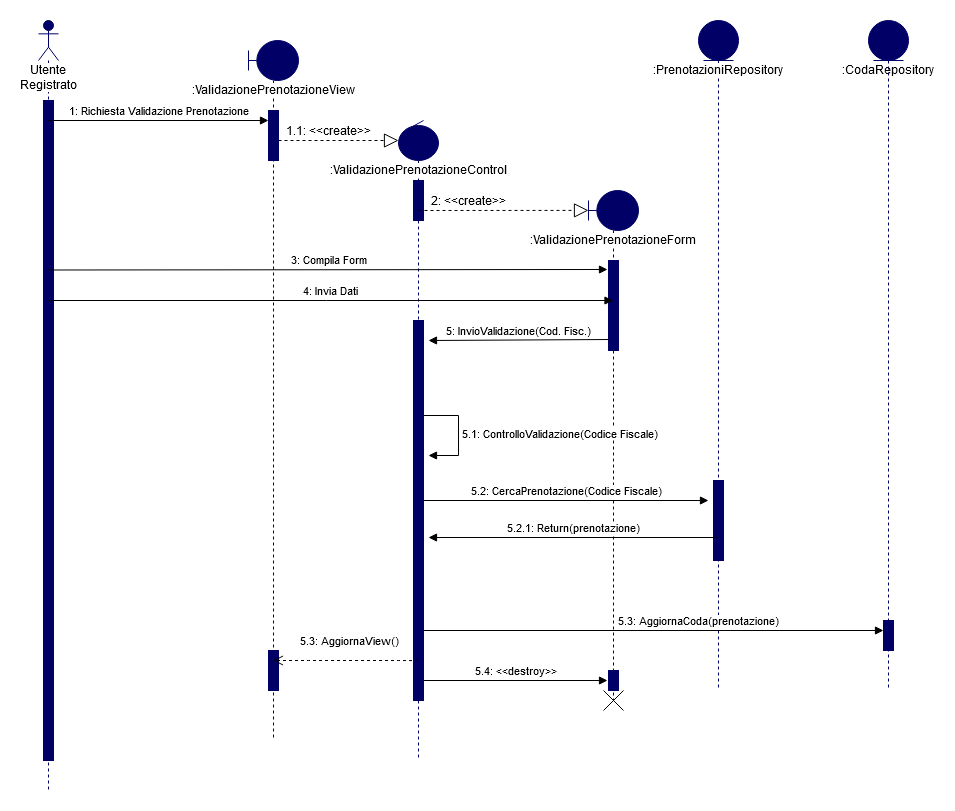 Utente
Registrato
:ValidazionePrenotazioneView
:PrenotazioniRepository
:CodaRepository
1: Richiesta Validazione Prenotazione
1.1: <<create>>
:ValidazionePrenotazioneControl
2: <<create>>
:ValidazionePrenotazioneForm
3: Compila Form
4: Invia Dati
5: InvioValidazione(Cod. Fisc.)
5.1: ControlloValidazione(Codice Fiscale)
5.2: CercaPrenotazione(Codice Fiscale)
5.2.1: Return(prenotazione)
5.3: AggiornaCoda(prenotazione)
5.3: AggiornaView()
5.4: <<destroy>>